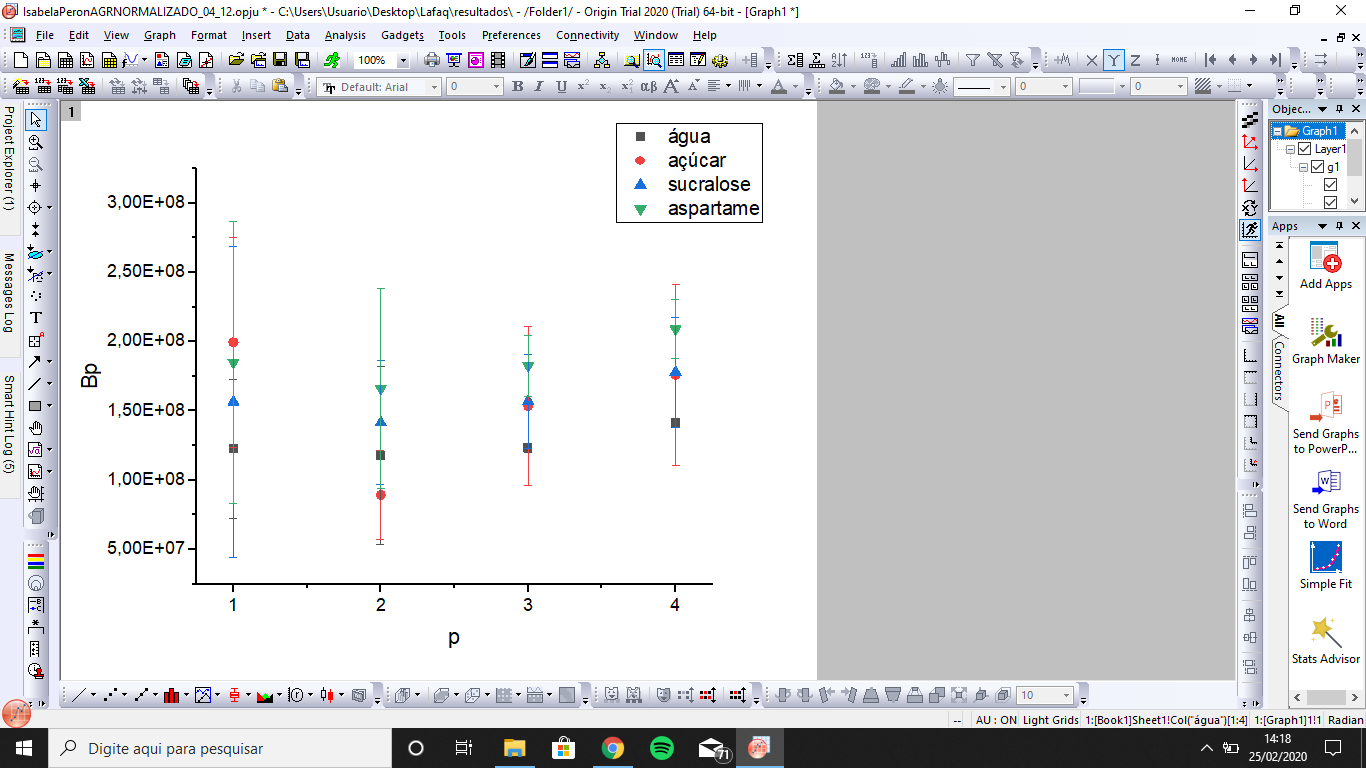 IsabelaPeronAGRNORMALIZADO_04_12.opju * - C:\Users\Usuario\Desktop\Lafaq\resultados\ - /Folder1/ - Origin Trial 2020 (Trial) 64-bit - [Graph1 *]
File Edit View Graph Format Insert Data Analysis Gadgets Tools Preferences Connectivity Window Help
100%
Default: Arial 0 B I U αβ A A 0 0
Project Explorer (1)
Messages Log
Smart Hint Log (5)
1
água
açúcar
sucralose
aspartame
3,00E+08
2,50E+08
2,00E+08
1,50E+08
1,00E+08
5,00E+07
Bp
1 2 3 4
p
Objec...
Graph1
Layer1
g1
Apps
All
Connectors
Add Apps
Graph Maker
Send Graphs
to PowerP...
Send Graphs
to Word
Simple Fit
Stats Advisor
10
-- AU : ON Light Grids 1:[Book1]Sheet1!Col("água")[1:4] 1:[Graph1]1!1 Radian
Digite aqui para pesquisar
71
14:18
25/02/2020